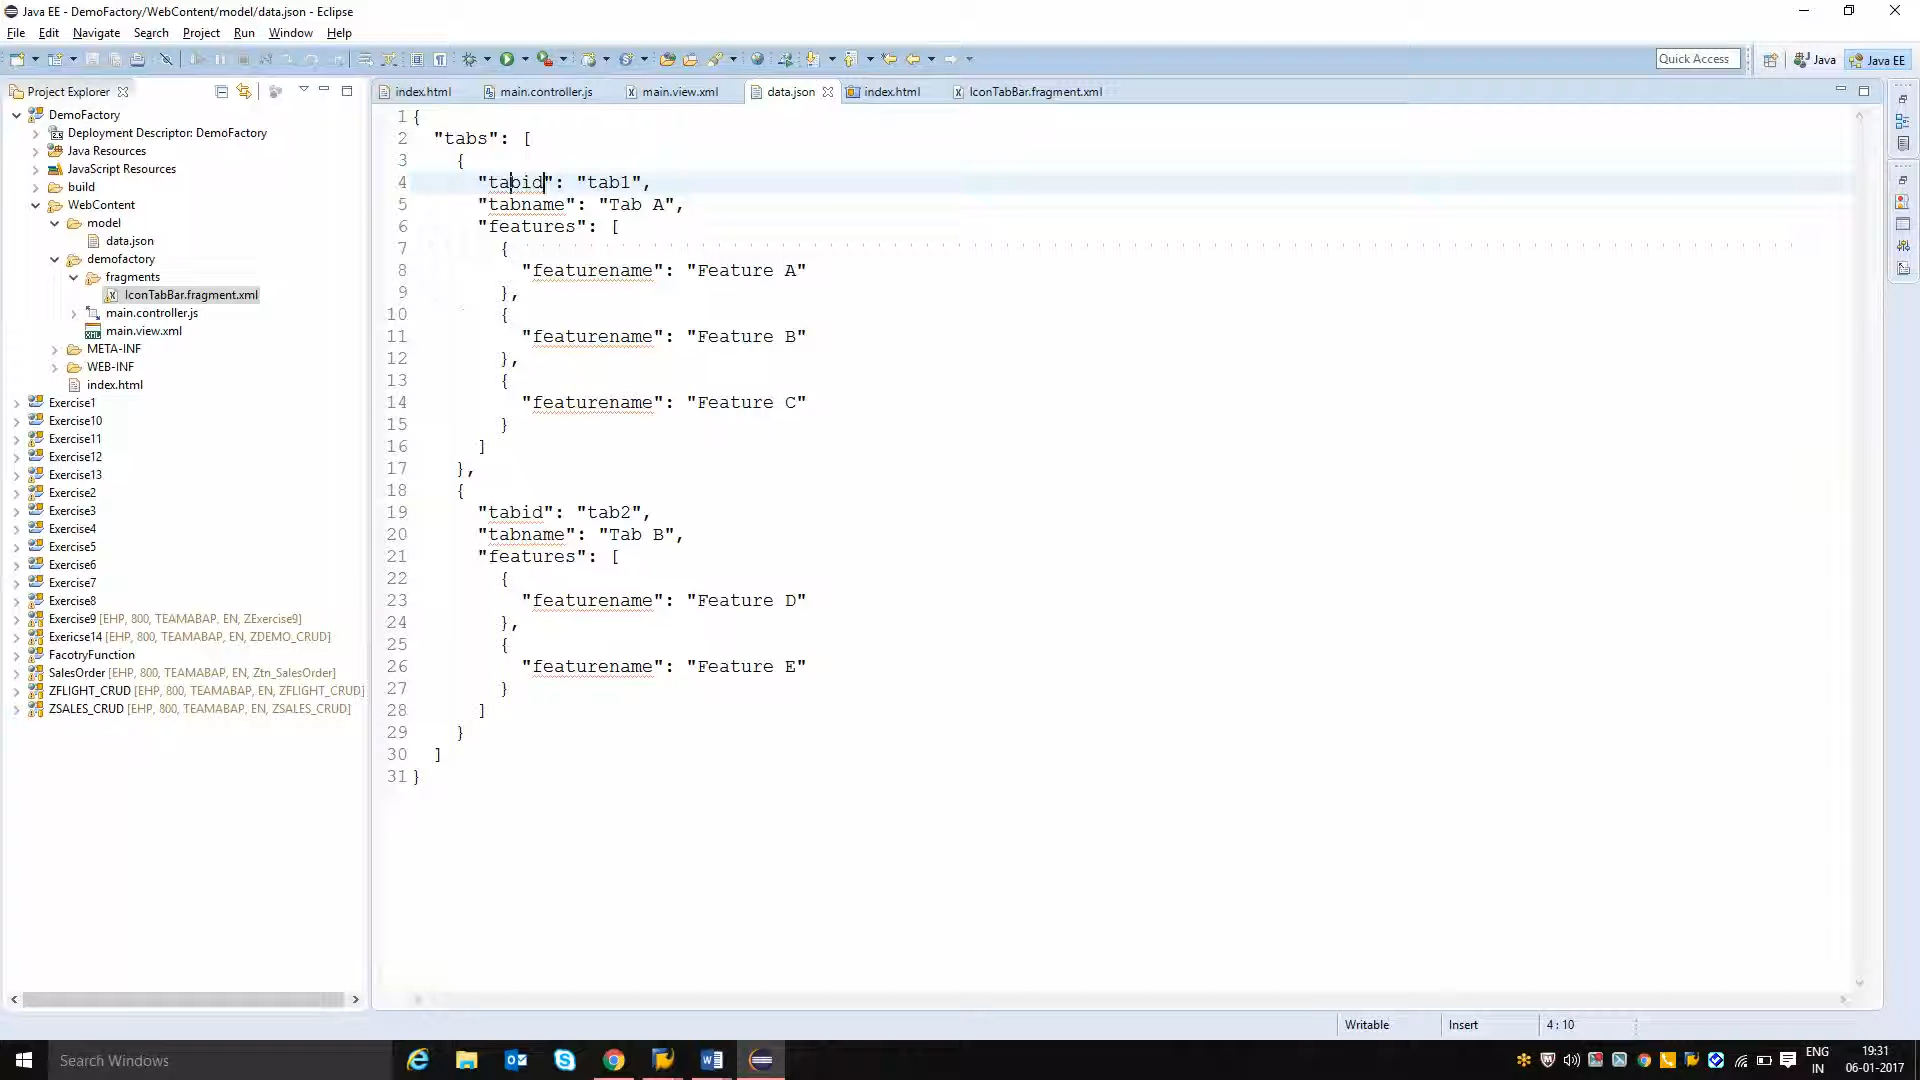 Java EE - DemoFactory/WebContent/model/data.json - Eclipse
File Edit Navigate Search Project Run Window Help
Quick Access Java Java EE
Project Explorer
index.html main.controller.js main.view.xml data.json index.html IconTabBar.fragment.xml
DemoFactory
Deployment Descriptor: DemoFactory
Java Resources
JavaScript Resources
build
WebContent
model
data.json
demofactory
fragments
IconTabBar.fragment.xml
main.controller.js
main.view.xml
META-INF
WEB-INF
index.html
Exercise1
Exercise10
Exercise11
Exercise12
Exercise13
Exercise2
Exercise3
Exercise4
Exercise5
Exercise6
Exercise7
Exercise8
Exercise9 [EHP, 800, TEAMABAP, EN, ZExercise9]
Exericse14 [EHP, 800, TEAMABAP, EN, ZDEMO_CRUD]
FacotryFunction
SalesOrder [EHP, 800, TEAMABAP, EN, Ztn_SalesOrder]
ZFLIGHT_CRUD [EHP, 800, TEAMABAP, EN, ZFLIGHT_CRUD]
ZSALES_CRUD [EHP, 800, TEAMABAP, EN, ZSALES_CRUD]
1 {
2 "tabs": [
3 {
4 "tabid": "tab1",
5 "tabname": "Tab A",
6 "features": [
7 {
8 "featurename": "Feature A"
9 },
10 {
11 "featurename": "Feature B"
12 },
13 {
14 "featurename": "Feature C"
15 }
16 ]
17 },
18 {
19 "tabid": "tab2",
20 "tabname": "Tab B",
21 "features": [
22 {
23 "featurename": "Feature D"
24 },
25 {
26 "featurename": "Feature E"
27 }
28 ]
29 }
30 ]
31 }
Writable Insert 4 : 10
Search Windows
ENG
IN
19:31
06-01-2017